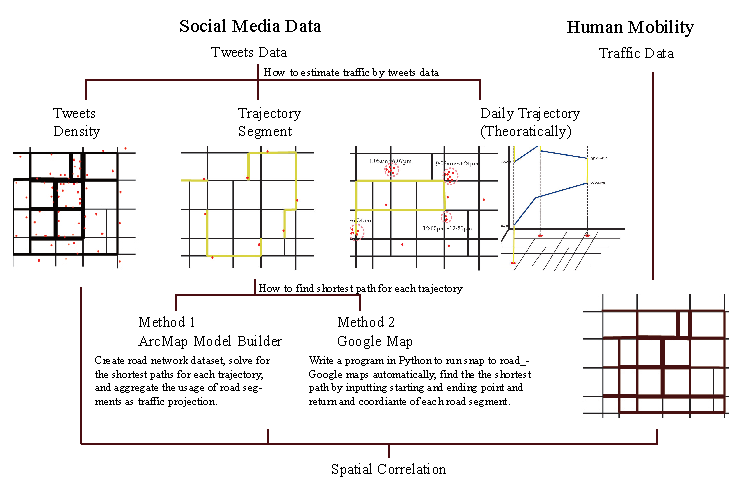 Social Media Data
Human Mobility
Tweets Data
Traffic Data
How to estimate traffic by tweets data
Tweets
Density
Trajectory
Segment
Daily Trajectory
(Theoratically)
How to find shortest path for each trajectory
Method 1
ArcMap Model Builder
Create road network dataset, solve for
the shortest paths for each trajectory,
and aggregate the usage of road seg-
ments as traffic projection.
Method 2
Google Map
Write a program in Python to run snap to road_-
Google maps automatically, find the the shortest
path by inputting starting and ending point and
return and coordiante of each road segment.
Spatial Correlation